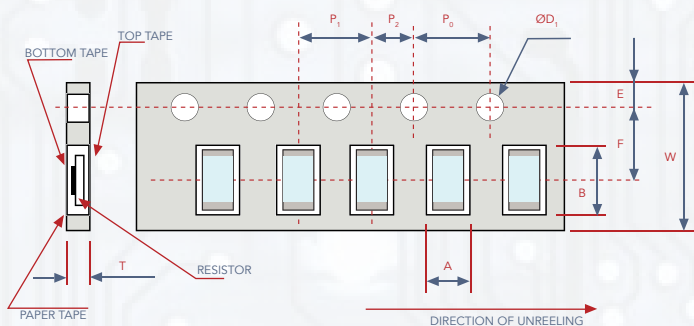 P1 P2 P0 ØD1
TOP TAPE
BOTTOM TAPE
E
F
W
B
A
T
RESISTOR
PAPER TAPE
DIRECTION OF UNREELING